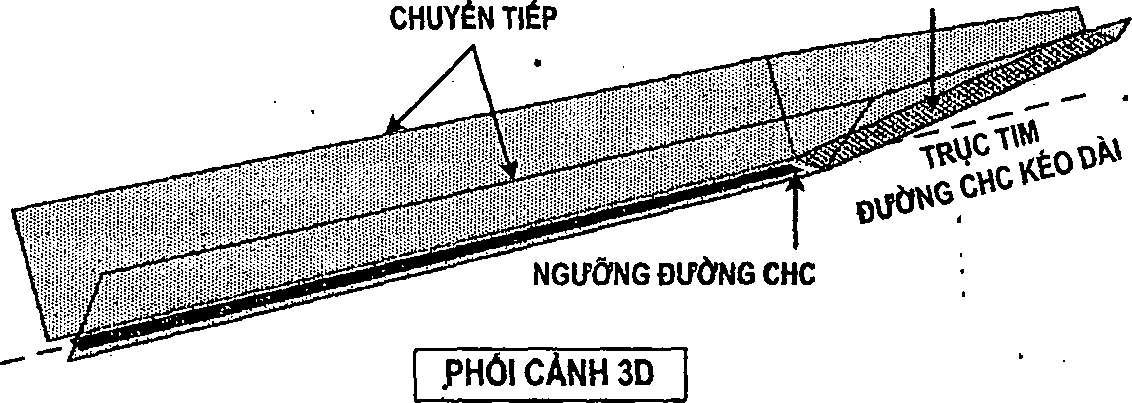 CHUYỂN TIẾP
TRỤC TIM
ĐƯỜNG CHC KÉO DÀI
NGƯỠNG ĐƯỜNG CHC
PHỐI CẢNH 3D